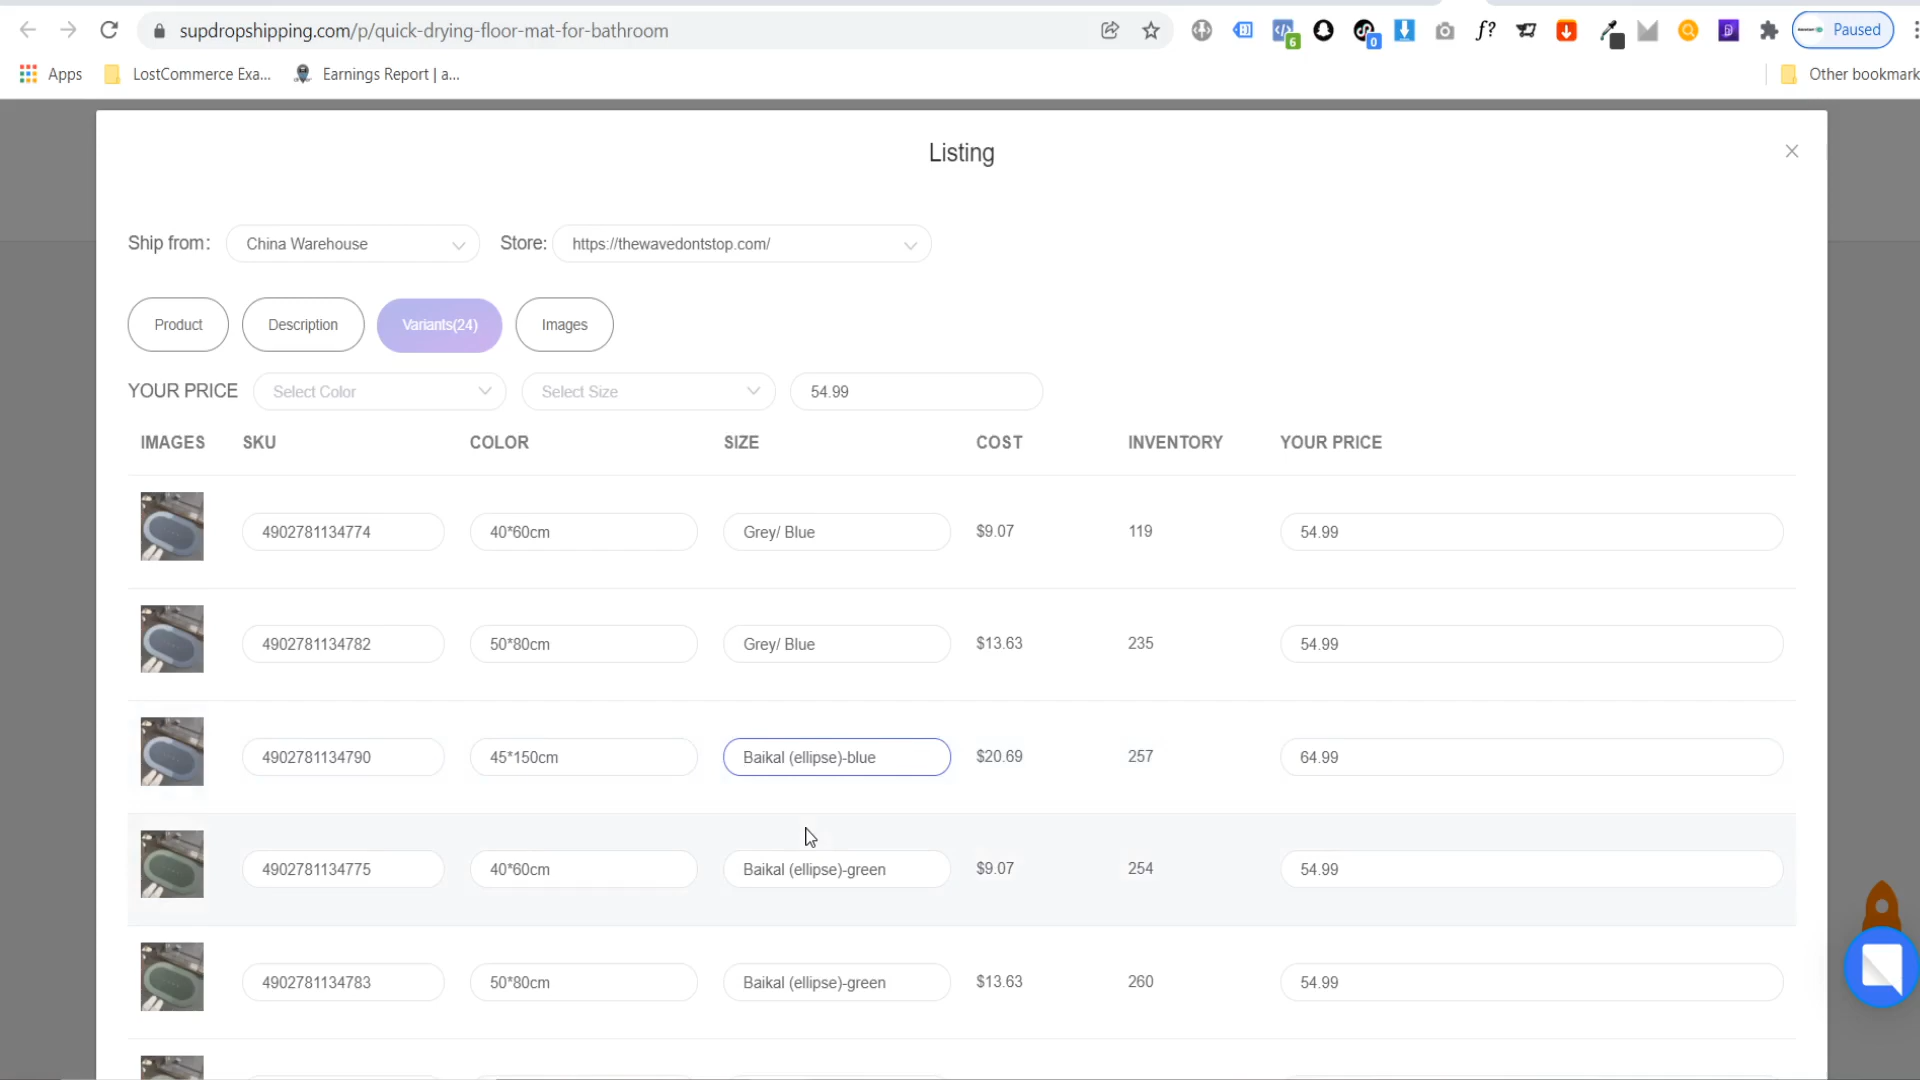 supdropshipping.com/p/quick-drying-floor-mat-for-bathroom
6
0
f?
Paused
Apps
LostCommerce Exa...
Earnings Report | a...
Other bookmark
Listing
Ship from: China Warehouse Store: https://thewavedontstop.com/
Product Description Variants(24) Images
YOUR PRICE Select Color Select Size 54.99
IMAGES SKU COLOR SIZE COST INVENTORY YOUR PRICE
4902781134774 40*60cm Grey/ Blue $9.07 119 54.99
4902781134782 50*80cm Grey/ Blue $13.63 235 54.99
4902781134790 45*150cm Baikal (ellipse)-blue $20.69 257 64.99
4902781134775 40*60cm Baikal (ellipse)-green $9.07 254 54.99
4902781134783 50*80cm Baikal (ellipse)-green $13.63 260 54.99